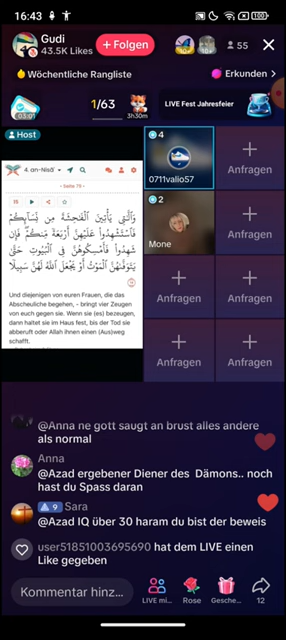 16:43
100
Gudi
43.5K Likes
+ Folgen
55
Wöchentliche Rangliste
Erkunden >
03:01
1/63
3h30m
LIVE Fest Jahresfeier
Host
4. an-Nisāʾ
- Seite 79 -
15
وَٱلَّـٰتِى يَأْتِينَ ٱلْفَـٰحِشَةَ مِن نِّسَآئِكُمْ
فَٱسْتَشْهِدُوا۟ عَلَيْهِنَّ أَرْبَعَةً مِّنكُمْ ۖ فَإِن
شَهِدُوا۟ فَأَمْسِكُوهُنَّ فِى ٱلْبُيُوتِ حَتَّىٰ
يَتَوَفَّىٰهُنَّ ٱلْمَوْتُ أَوْ يَجْعَلَ ٱللَّهُ لَهُنَّ سَبِيلًا
Und diejenigen von euren Frauen, die das
Abscheuliche begehen, - bringt vier Zeugen
von euch gegen sie. Wenn sie (es) bezeugen,
dann haltet sie im Haus fest, bis der Tod sie
abberuft oder Allah ihnen einen (Aus)weg
schafft.
4
0711valio57
Anfragen
2
Mone
Anfragen
Anfragen
Anfragen
Anfragen
Anfragen
@Anna ne gott saugt an brust alles andere
als normal
Anna
@Azad ergebener Diener des Dämons.. noch
hast du Spass daran
9 Sara
@Azad IQ über 30 haram du bist der beweis
user51851003695690 hat dem LIVE einen
Like gegeben
Kommentar hinz...
LIVE mi...
Rose
Gesche...
12